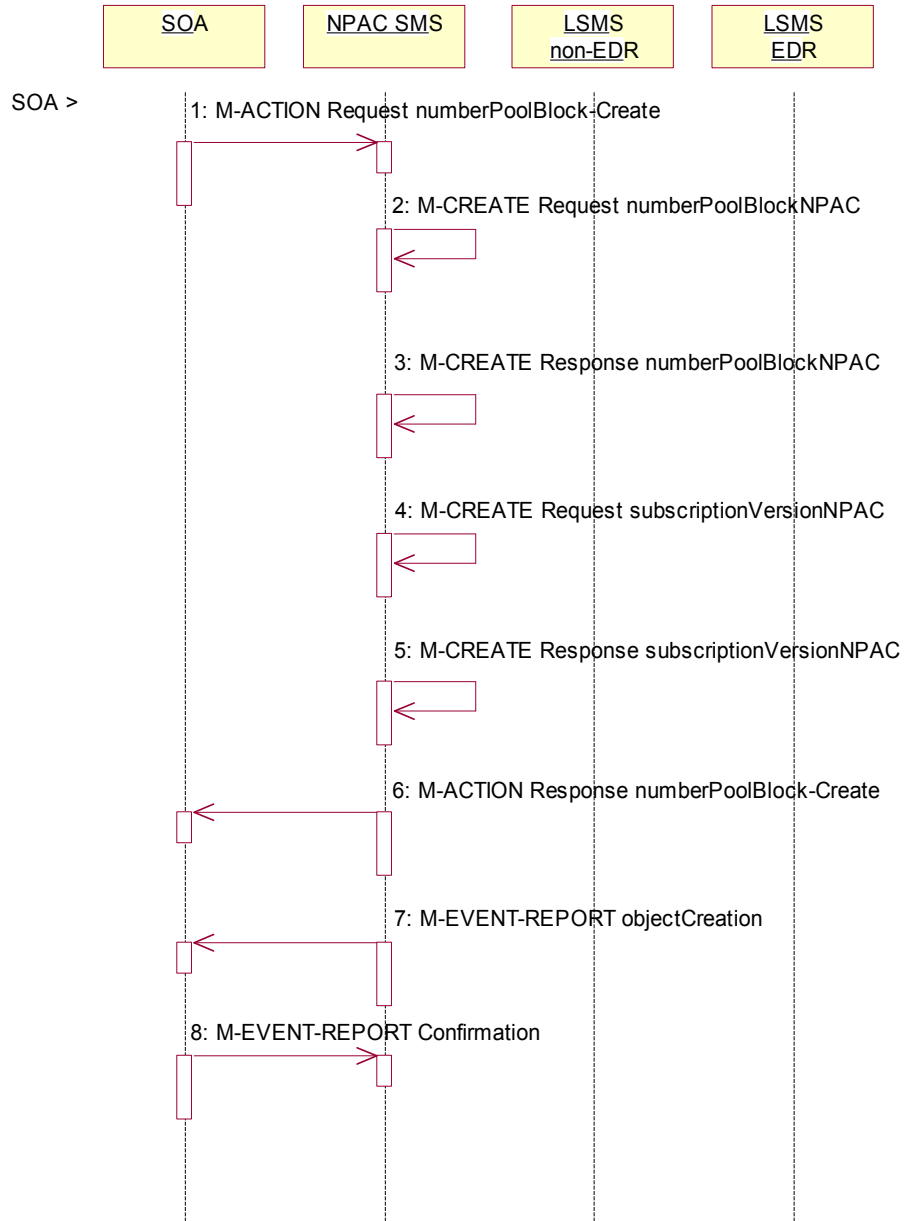 SOA
NPAC SMS
LSMS
non-EDR
LSMS
EDR
SOA >
1: M-ACTION Request numberPoolBlock-Create
2: M-CREATE Request numberPoolBlockNPAC
3: M-CREATE Response numberPoolBlockNPAC
4: M-CREATE Request subscriptionVersionNPAC
5: M-CREATE Response subscriptionVersionNPAC
6: M-ACTION Response numberPoolBlock-Create
7: M-EVENT-REPORT objectCreation
8: M-EVENT-REPORT Confirmation